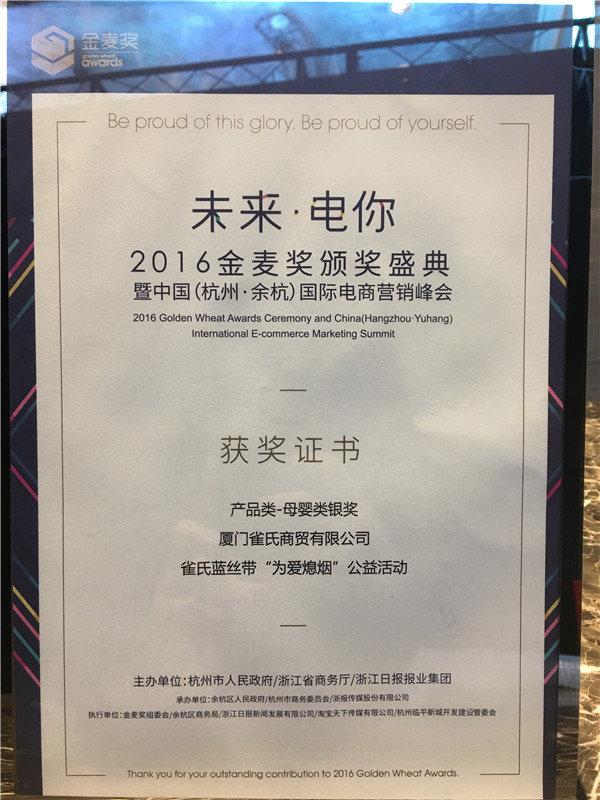 金麦奖
golden wheat
awards
Be proud of this glory. Be proud of yourself.
未来·电你
2016金麦奖颁奖盛典
暨中国(杭州·余杭)国际电商营销峰会
2016 Golden Wheat Awards Ceremony and China(Hangzhou·Yuhang)
International E-commerce Marketing Summit
获奖证书
产品类-母婴类银奖
厦门雀氏商贸有限公司
雀氏蓝丝带“为爱熄烟”公益活动
主办单位:杭州市人民政府/浙江省商务厅/浙江日报报业集团
承办单位:余杭区人民政府/杭州市商务委员会/浙报传媒股份有限公司
执行单位:金麦奖组委会/余杭区商务局/浙江日报新闻发展有限公司/淘宝天下传媒有限公司/杭州临平新城开发建设管委会
Thank you for your outstanding contribution to 2016 Golden Wheat Awards.